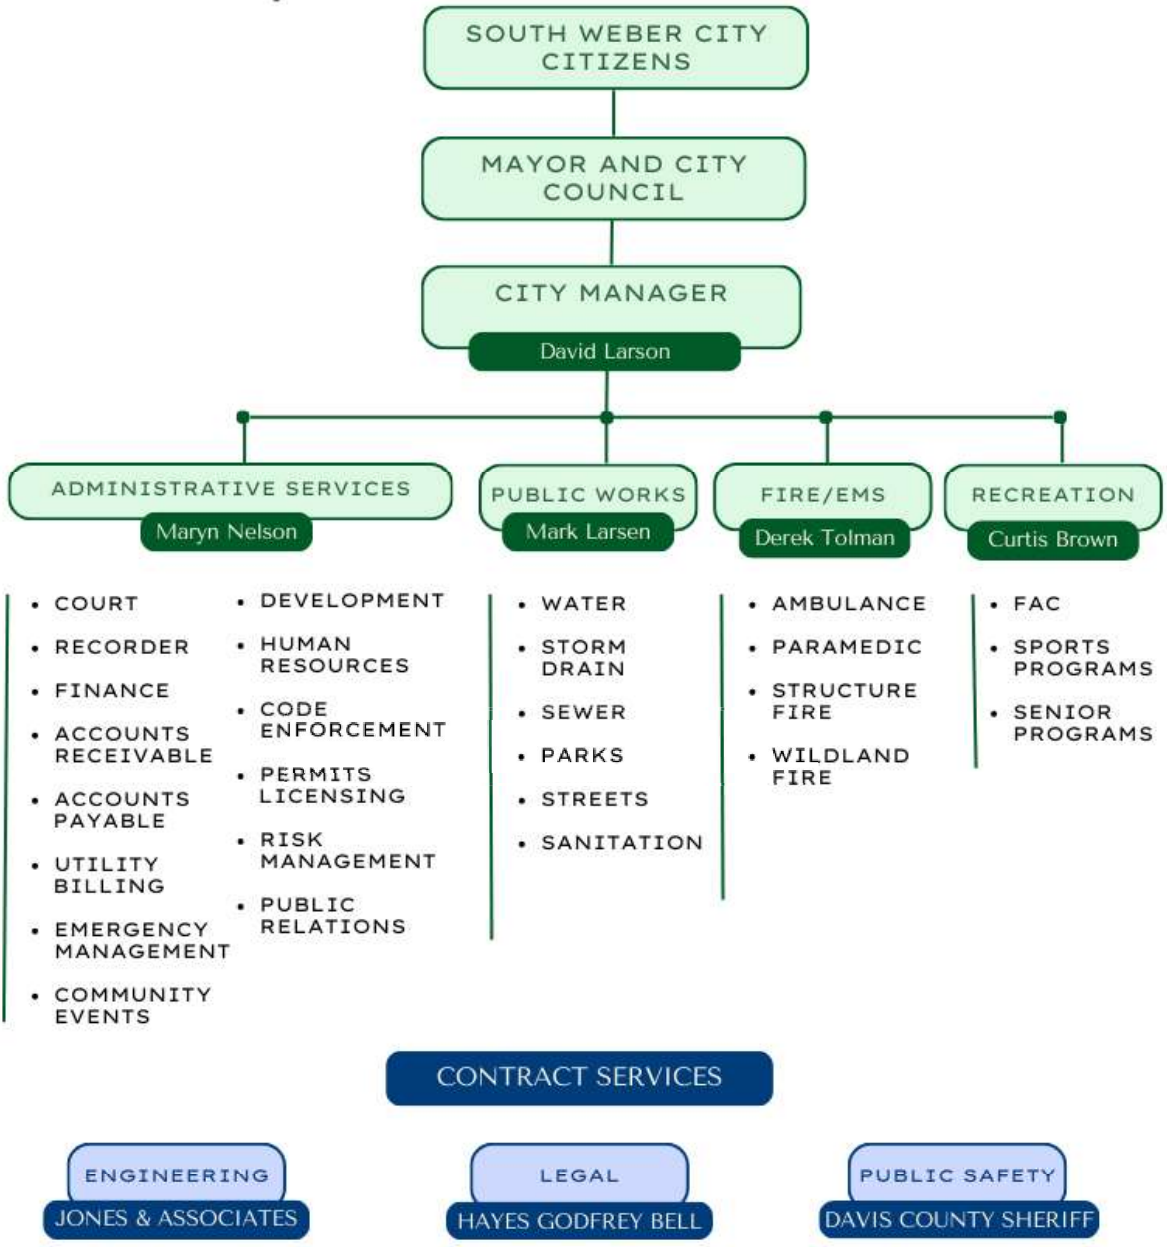 SOUTH WEBER CITY
CITIZENS
MAYOR AND CITY
COUNCIL
CITY MANAGER
David Larson
ADMINISTRATIVE SERVICES
Maryn Nelson
PUBLIC WORKS
Mark Larsen
FIRE/EMS
Derek Tolman
RECREATION
Curtis Brown
• COURT
• RECORDER
• FINANCE
• ACCOUNTS
RECEIVABLE
• ACCOUNTS
PAYABLE
• UTILITY
BILLING
• EMERGENCY
MANAGEMENT
• COMMUNITY
EVENTS
• DEVELOPMENT
• HUMAN
RESOURCES
• CODE
ENFORCEMENT
• PERMITS
LICENSING
• RISK
MANAGEMENT
• PUBLIC
RELATIONS
• WATER
• STORM
DRAIN
• SEWER
• PARKS
• STREETS
• SANITATION
• AMBULANCE
• PARAMEDIC
• STRUCTURE
FIRE
• WILDLAND
FIRE
• FAC
• SPORTS
PROGRAMS
• SENIOR
PROGRAMS
CONTRACT SERVICES
ENGINEERING
JONES & ASSOCIATES
LEGAL
HAYES GODFREY BELL
PUBLIC SAFETY
DAVIS COUNTY SHERIFF